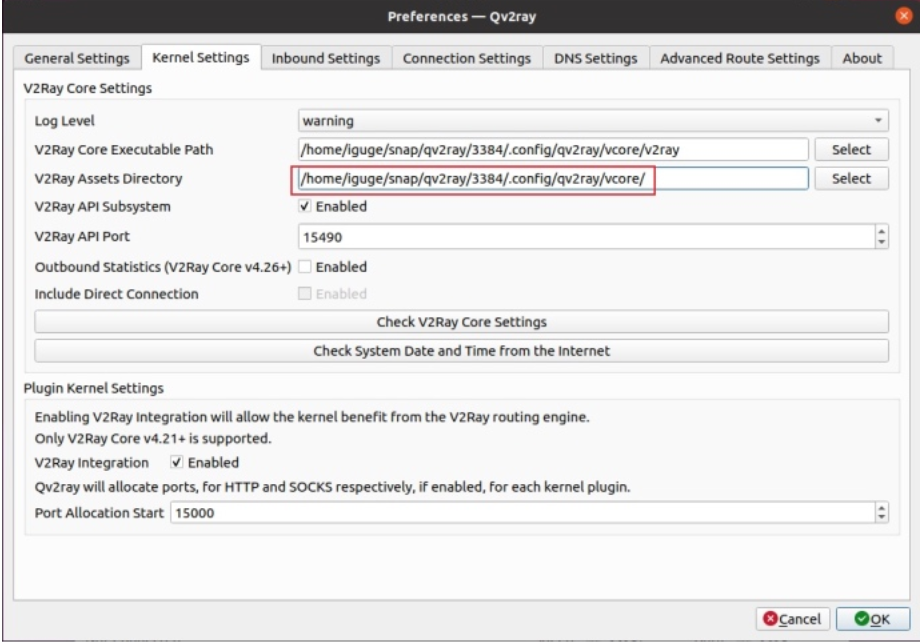 Preferences — Qv2ray
General Settings Kernel Settings Inbound Settings Connection Settings DNS Settings Advanced Route Settings About
V2Ray Core Settings
Log Level warning
V2Ray Core Executable Path /home/iguge/snap/qv2ray/3384/.config/qv2ray/vcore/v2ray Select
V2Ray Assets Directory /home/iguge/snap/qv2ray/3384/.config/qv2ray/vcore/ Select
V2Ray API Subsystem Enabled
V2Ray API Port 15490
Outbound Statistics (V2Ray Core v4.26+) Enabled
Include Direct Connection Enabled
Check V2Ray Core Settings
Check System Date and Time from the Internet
Plugin Kernel Settings
Enabling V2Ray Integration will allow the kernel benefit from the V2Ray routing engine.
Only V2Ray Core v4.21+ is supported.
V2Ray Integration Enabled
Qv2ray will allocate ports, for HTTP and SOCKS respectively, if enabled, for each kernel plugin.
Port Allocation Start 15000
Cancel OK